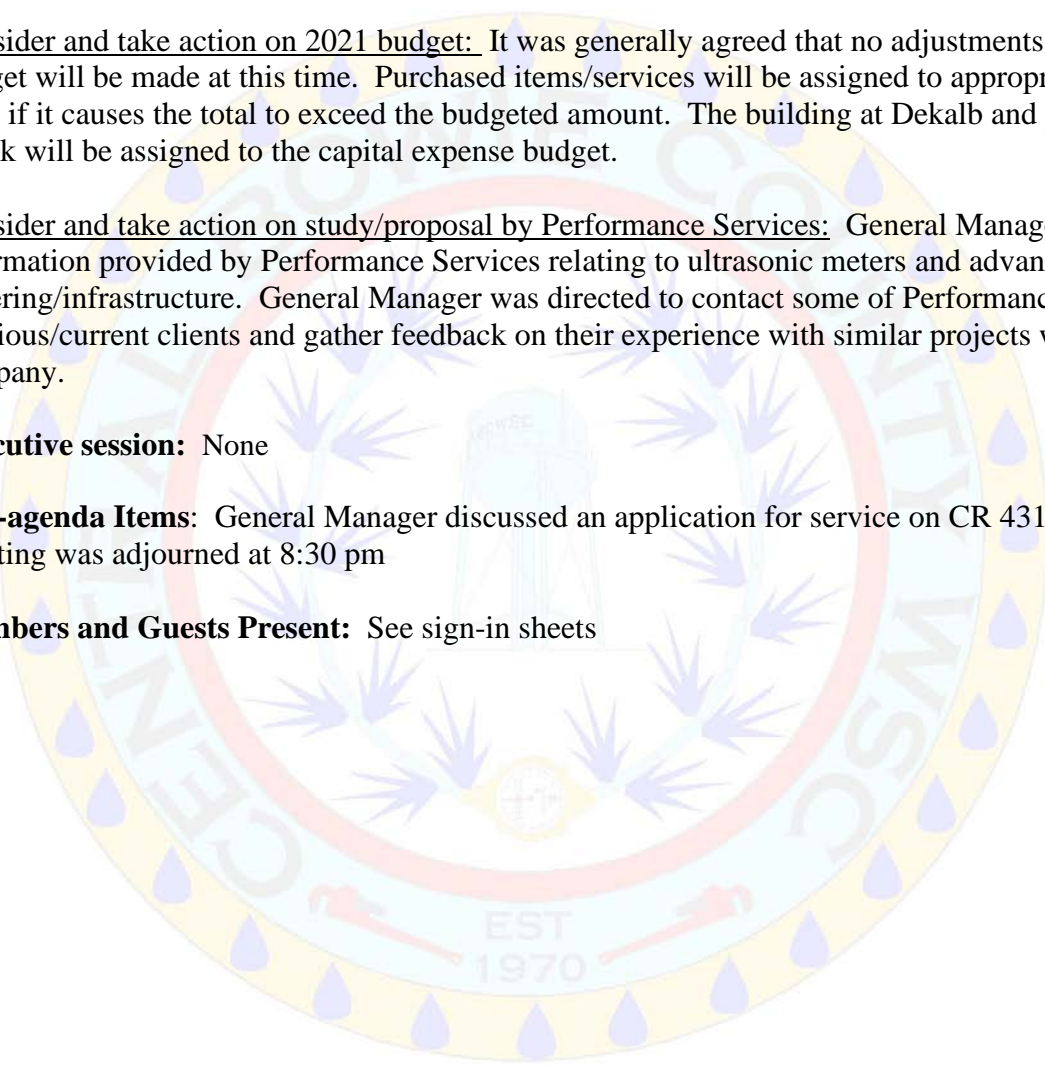 sider and take action on 2021 budget: It was generally agreed that no adjustments
get will be made at this time. Purchased items/services will be assigned to appropr
if it causes the total to exceed the budgeted amount. The building at Dekalb and
k will be assigned to the capital expense budget.
sider and take action on study/proposal by Performance Services: General Manage
rmation provided by Performance Services relating to ultrasonic meters and advan
ering/infrastructure. General Manager was directed to contact some of Performanc
ious/current clients and gather feedback on their experience with similar projects
pany.
cutive session: None
-agenda Items: General Manager discussed an application for service on CR 431
ting was adjourned at 8:30 pm
bers and Guests Present: See sign-in sheets
CENTRAL BOWIE COUNTY WSC
EST
1970